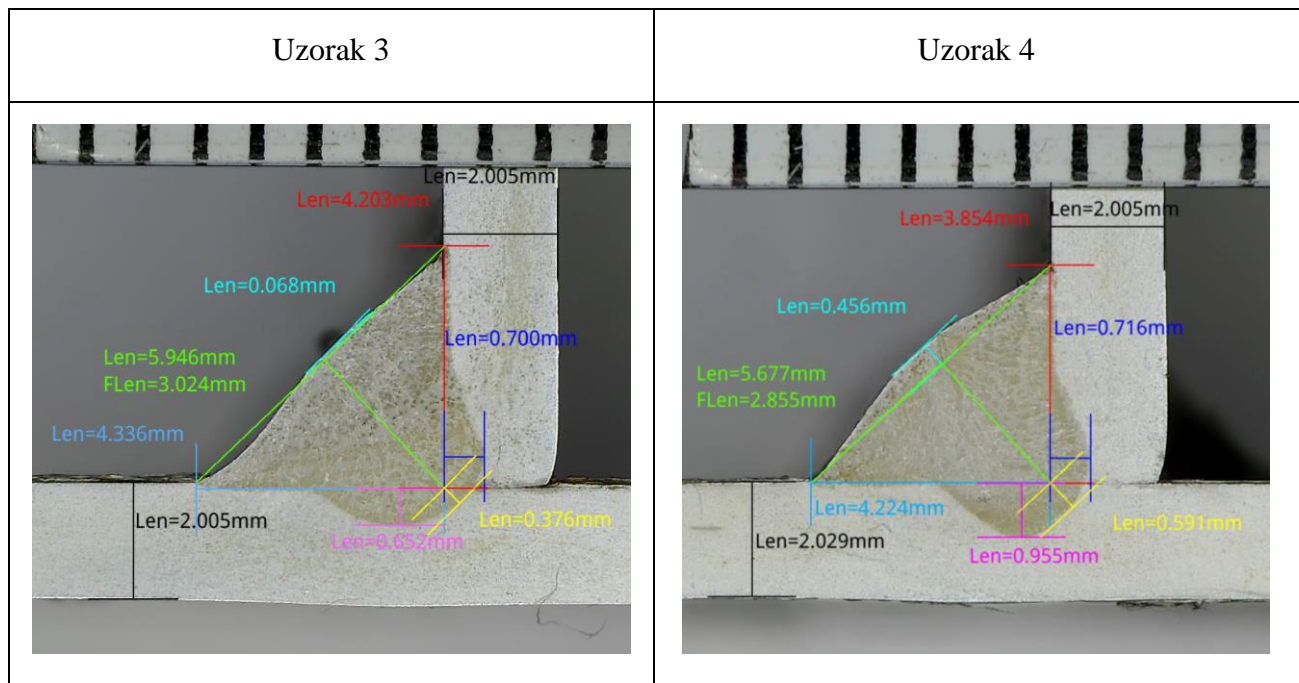 Uzorak 3
Uzorak 4
Len=2.005mm
Len=4.203mm
Len=0.068mm
Len=0.700mm
Len=5.946mm
FLen=3.024mm
Len=4.336mm
Len=2.005mm
Len=0.376mm
Len=0.652mm
Len=2.005mm
Len=3.854mm
Len=0.456mm
Len=0.716mm
Len=5.677mm
FLen=2.855mm
Len=4.224mm
Len=0.591mm
Len=2.029mm
Len=0.955mm